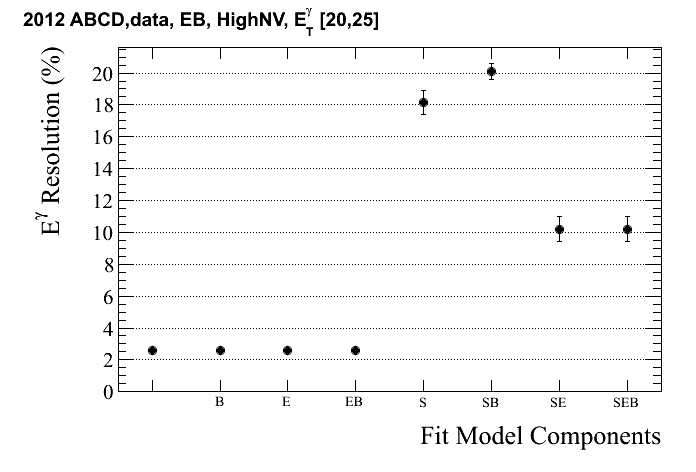 2012 ABCD,data, EB, HighNV, E_T^γ [20,25]
E^γ Resolution (%)
20
18
16
14
12
10
8
6
4
2
0
B E EB S SB SE SEB
Fit Model Components